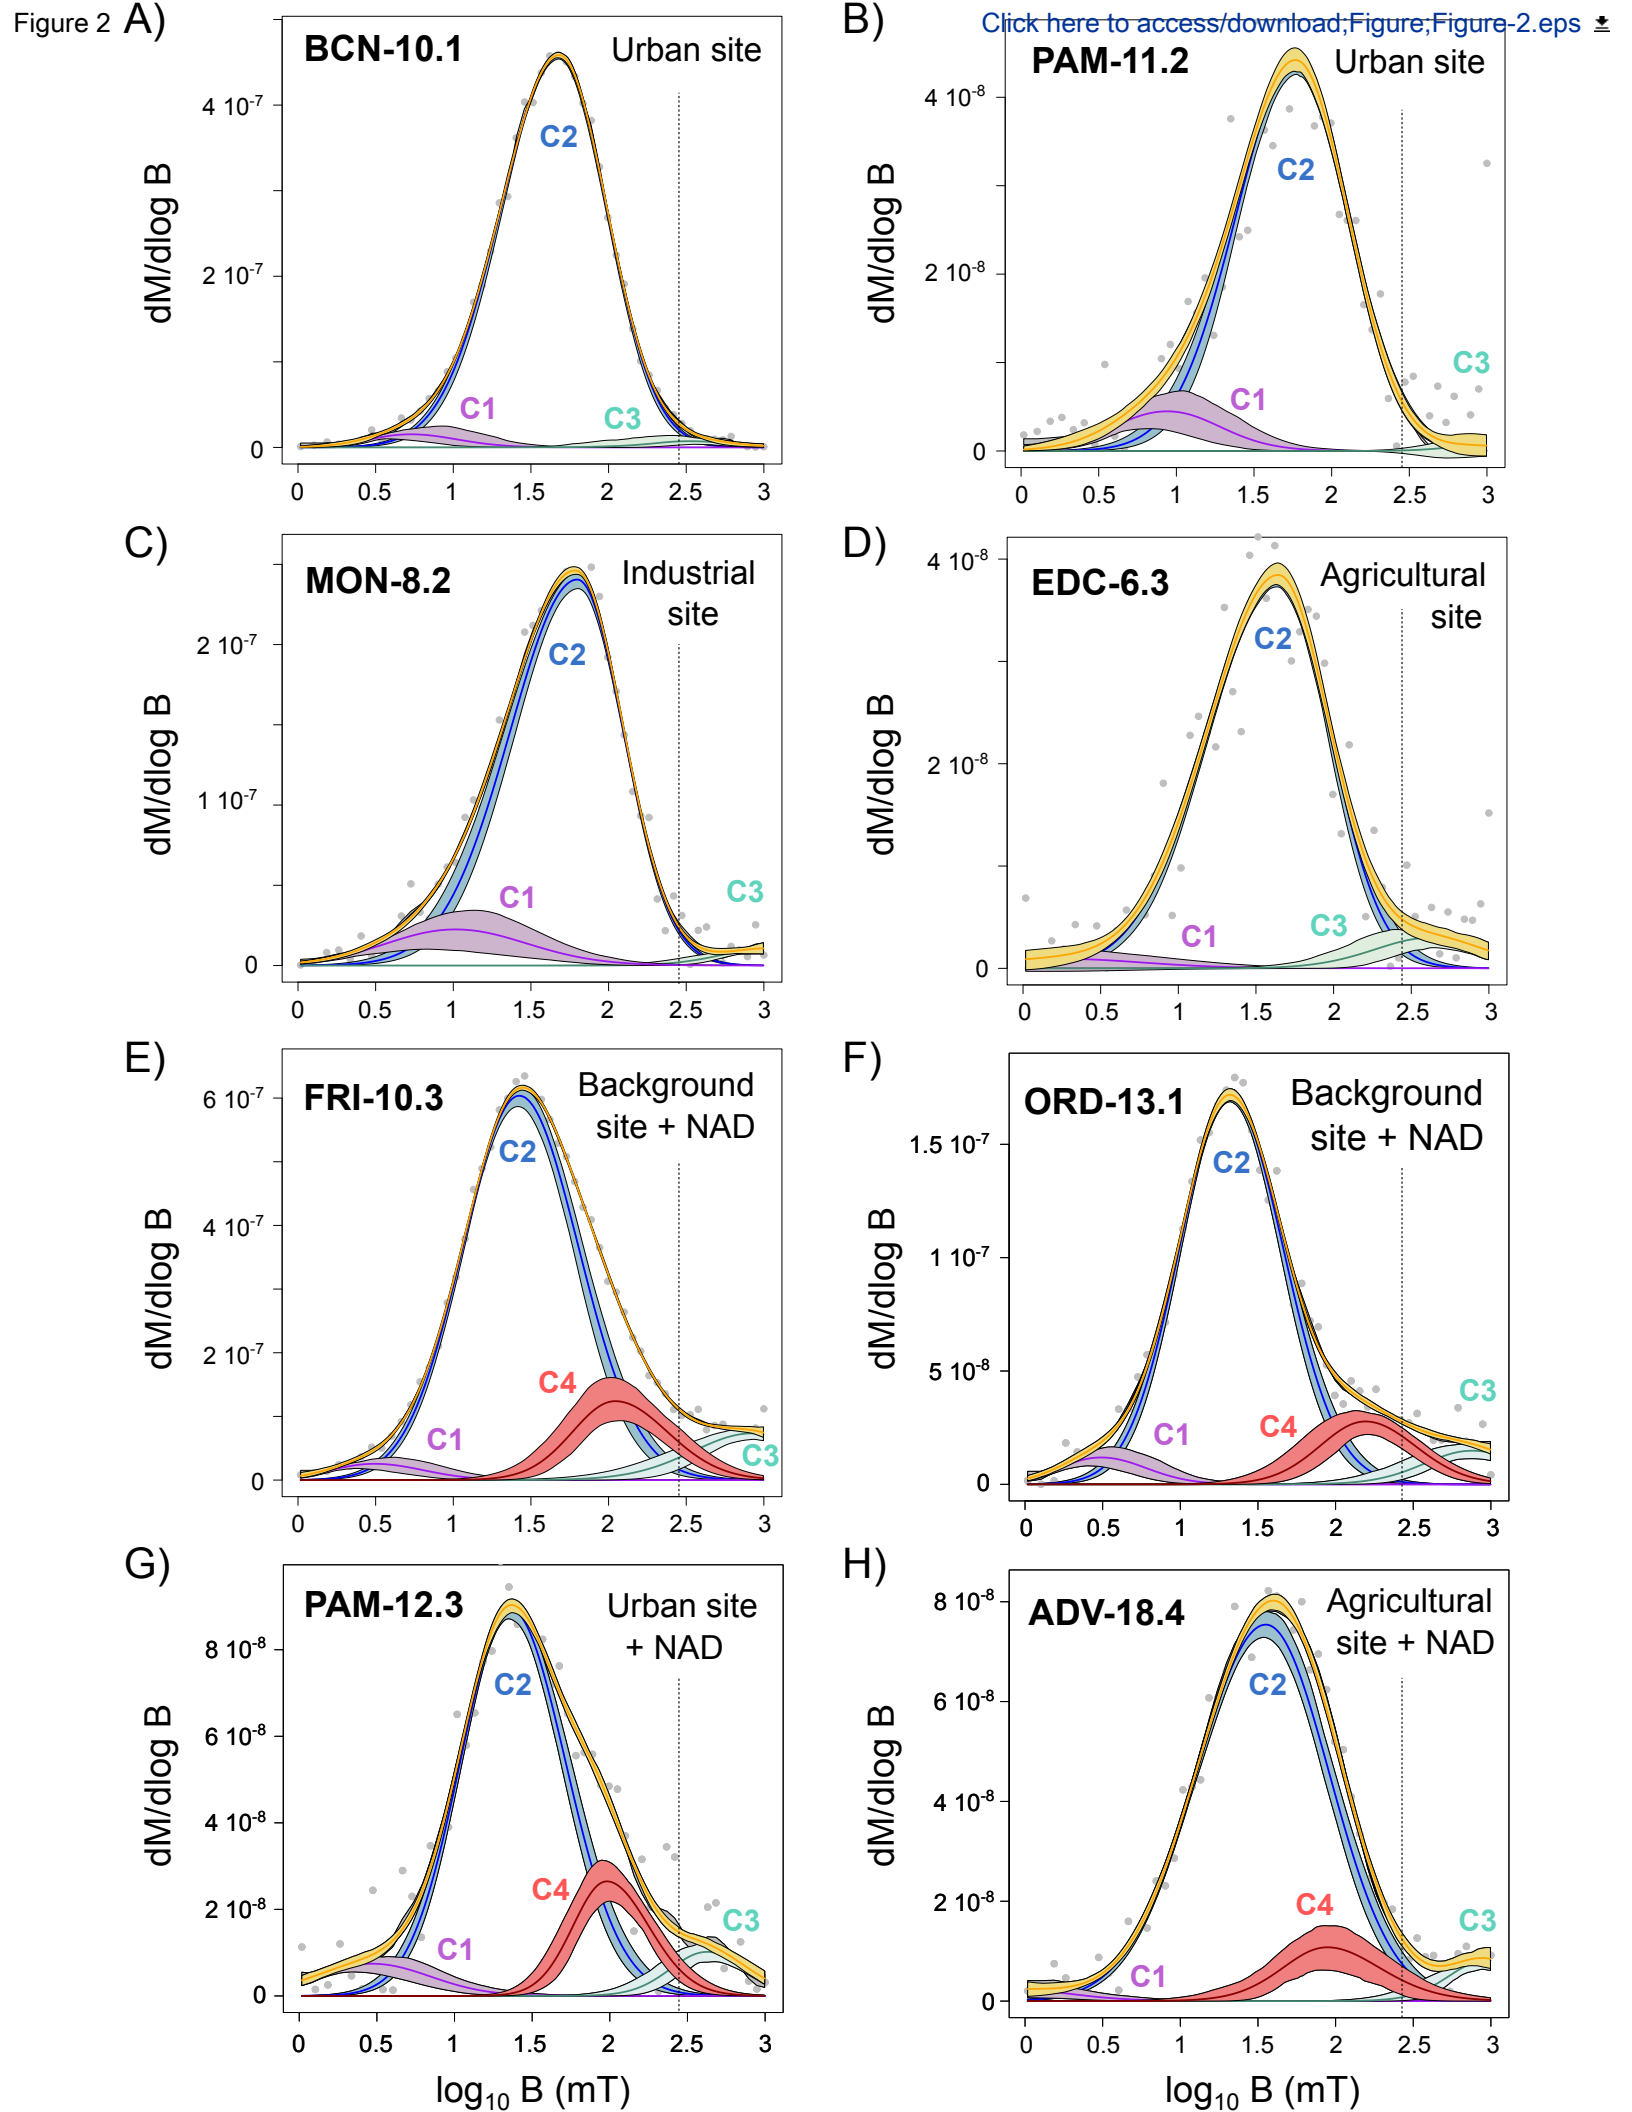 Figure 2
Click here to access/download;Figure;Figure-2.eps
A)
BCN-10.1
Urban site
C2
C1
C3
dM/dlog B
4 10-7
2 10-7
0
0 0.5 1 1.5 2 2.5 3
B)
PAM-11.2
Urban site
C2
C1
C3
dM/dlog B
4 10-8
2 10-8
0
0 0.5 1 1.5 2 2.5 3
C)
MON-8.2
Industrial
site
C2
C1
C3
dM/dlog B
2 10-7
1 10-7
0
0 0.5 1 1.5 2 2.5 3
D)
EDC-6.3
Agricultural
site
C2
C1
C3
dM/dlog B
4 10-8
2 10-8
0
0 0.5 1 1.5 2 2.5 3
E)
FRI-10.3
Background
site + NAD
C2
C4
C1
C3
dM/dlog B
6 10-7
4 10-7
2 10-7
0
0 0.5 1 1.5 2 2.5 3
F)
ORD-13.1
Background
site + NAD
C2
C3
C4
C1
dM/dlog B
1.5 10-7
1 10-7
5 10-8
0
0 0.5 1 1.5 2 2.5 3
G)
PAM-12.3
Urban site
+ NAD
C2
C4
C3
C1
dM/dlog B
8 10-8
6 10-8
4 10-8
2 10-8
0
0 0.5 1 1.5 2 2.5 3
log10 B (mT)
H)
ADV-18.4
Agricultural
site + NAD
C2
C4
C3
C1
dM/dlog B
8 10-8
6 10-8
4 10-8
2 10-8
0
0 0.5 1 1.5 2 2.5 3
log10 B (mT)